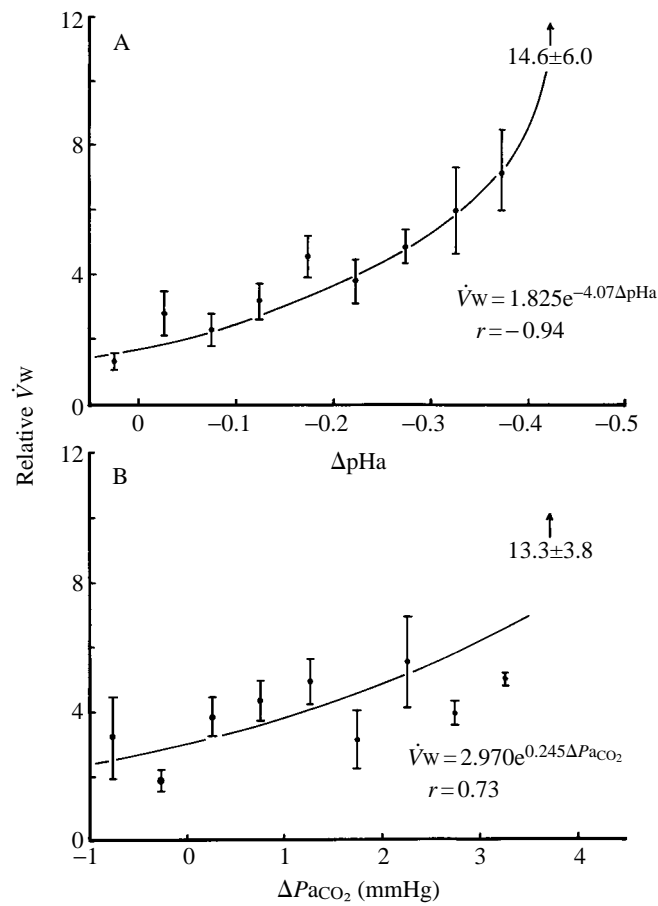 12
A
14.6±6.0
8
4
V̇w = 1.825e^−4.07ΔpHa
r = −0.94
0
0 −0.1 −0.2 −0.3 −0.4 −0.5
ΔpHa
Relative V̇w
12
B
13.3±3.8
8
4
V̇w = 2.970e^0.245ΔPaCO₂
r = 0.73
0
−1 0 1 2 3 4
ΔPaCO₂ (mmHg)